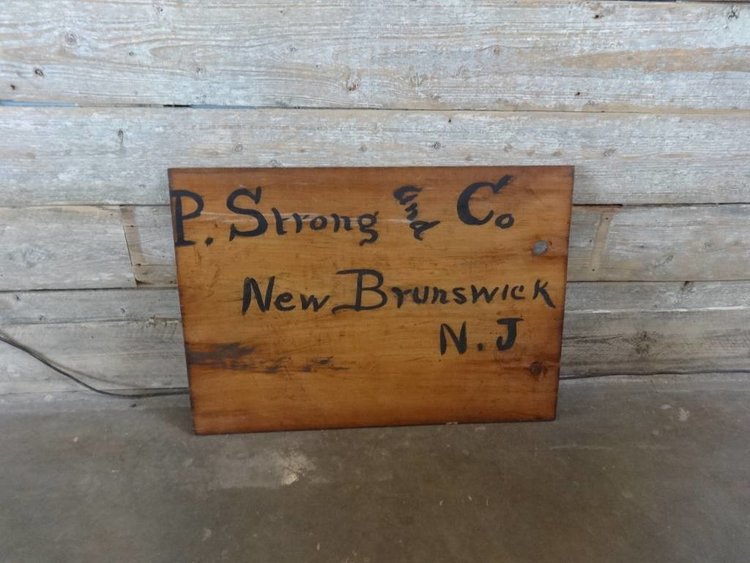 P. Strong and Co
New Brunswick
N.J